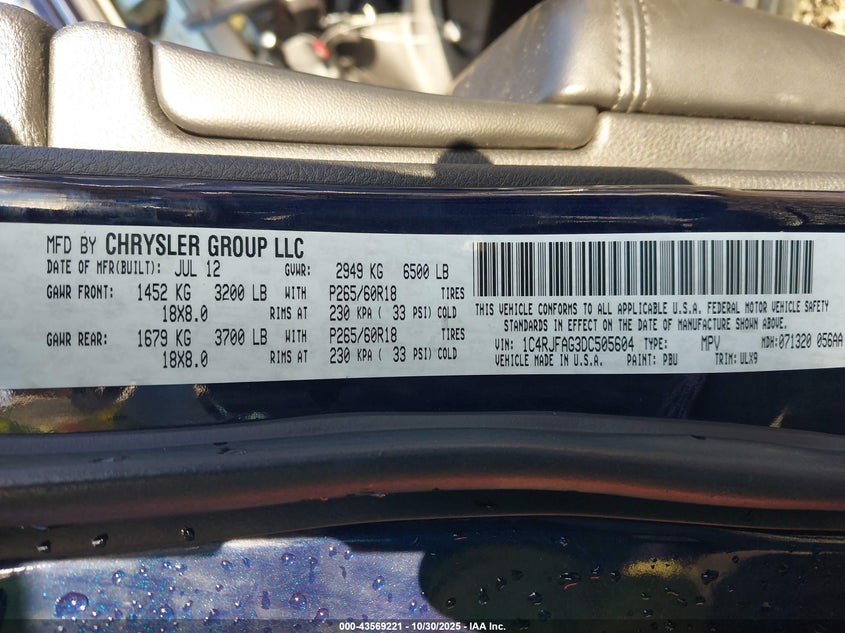 MFD BY CHRYSLER GROUP LLC
DATE OF MFR(BUILT): JUL 12 GVWR: 2949 KG 6500 LB
GAWR FRONT: 1452 KG 3200 LB WITH P265/60R18 TIRES
18X8.0 RIMS AT 230 KPA ( 33 PSI) COLD
GAWR REAR: 1679 KG 3700 LB WITH P265/60R18 TIRES
18X8.0 RIMS AT 230 KPA ( 33 PSI) COLD
THIS VEHICLE CONFORMS TO ALL APPLICABLE U.S.A. FEDERAL MOTOR VEHICLE SAFETY
STANDARDS IN EFFECT ON THE DATE OF MANUFACTURE SHOWN ABOVE.
VIN: 1C4RJFAG3DC505604 TYPE: MPV MDH:071320 056AA
VEHICLE MADE IN U.S.A. PAINT: PBU TRIM: ULX9
000-43569221 - 10/30/2025 - IAA Inc.